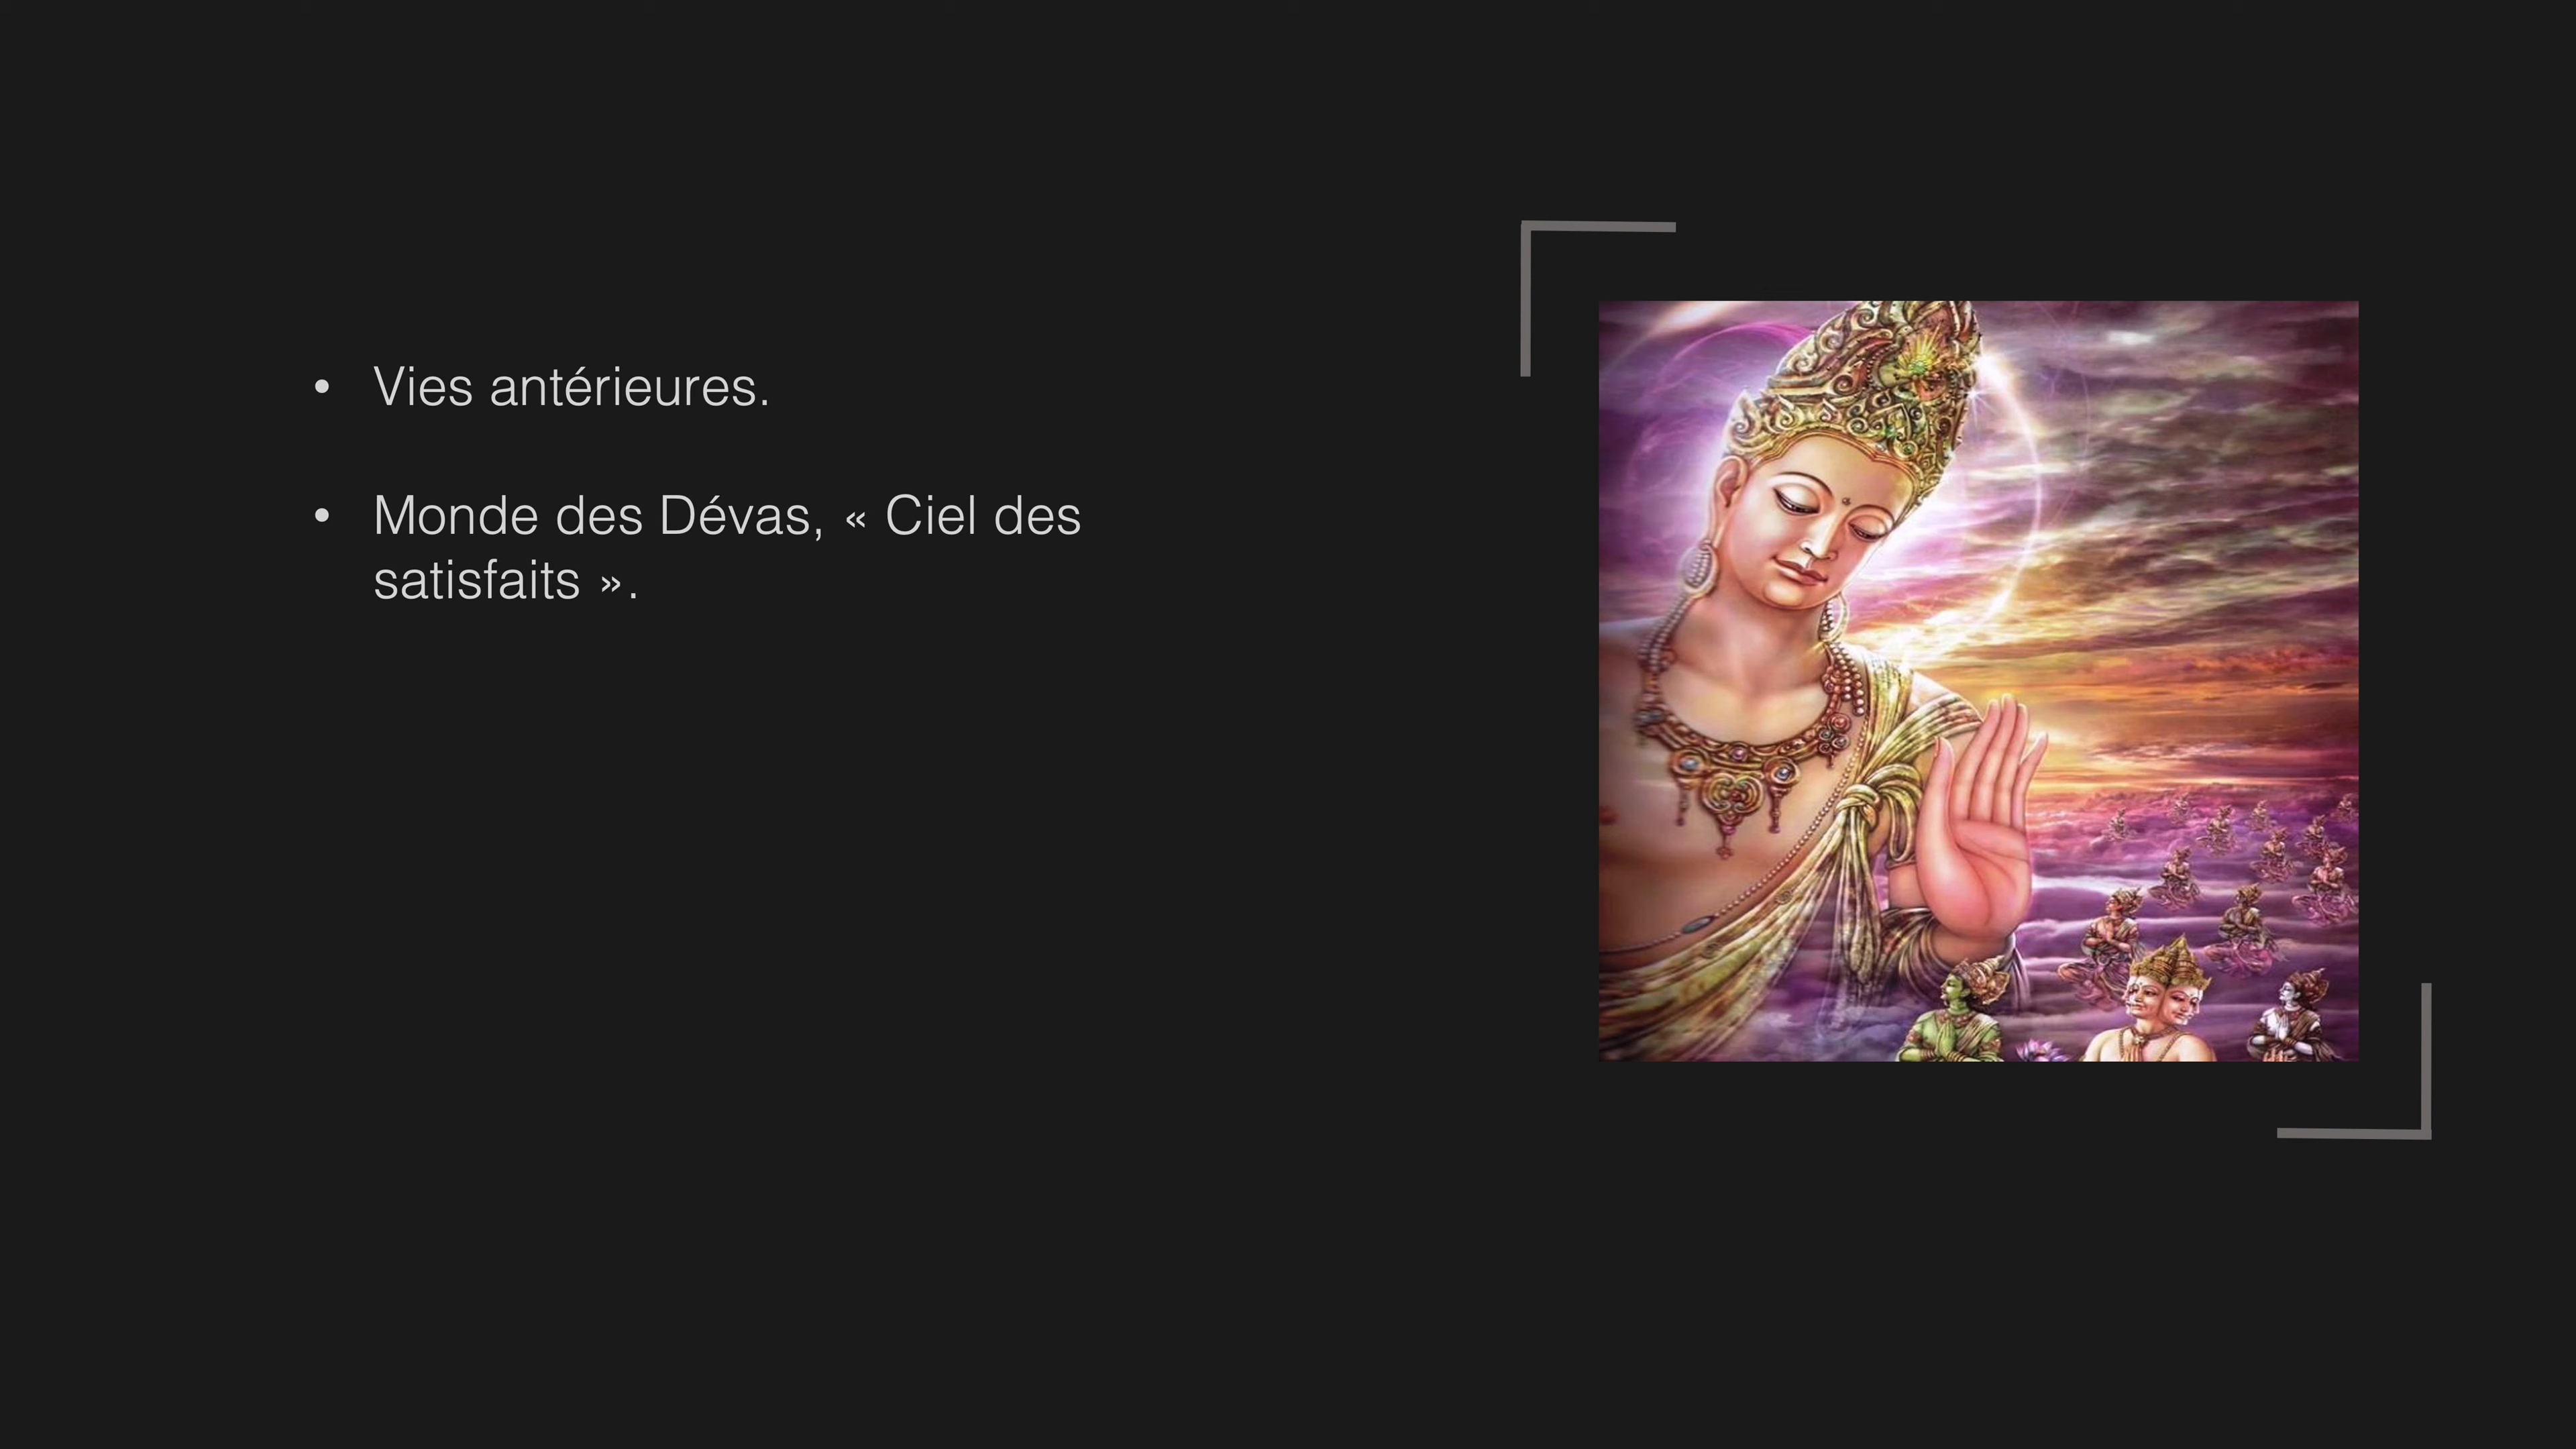 • Vies antérieures.
• Monde des Dévas, « Ciel des
satisfaits ».